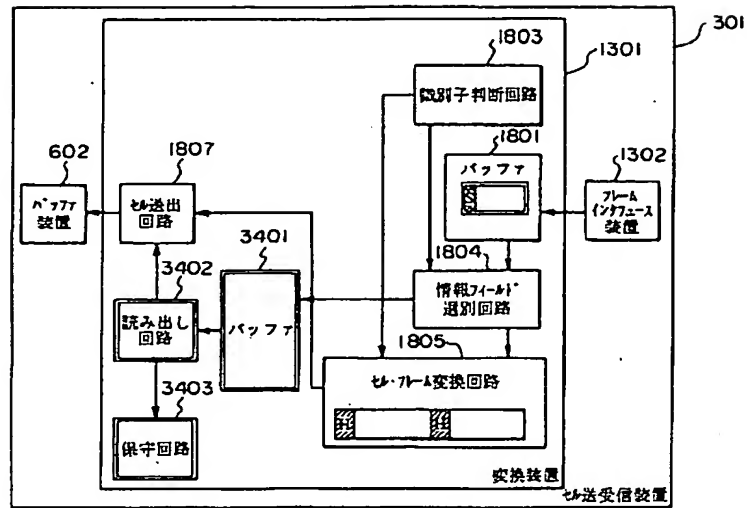 301
1803
1301
識別子判断回路
1801
バッファ
602
バッファ
装置
1807
セル送出
回路
1302
フレーム
インタフェース
装置
3401
バッファ
3402
読み出し
回路
1804
情報フィールド
選別回路
1805
セル・フレーム変換回路
H
H
3403
保守回路
変換装置
セル送受信装置